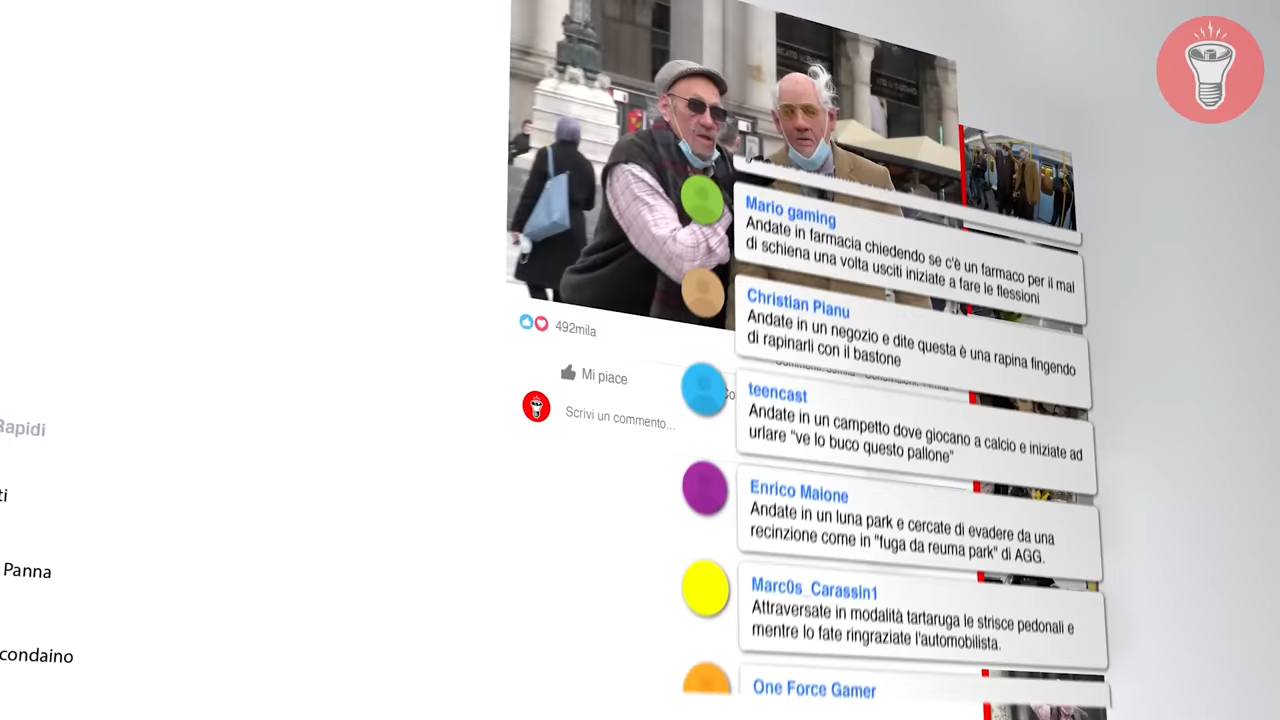 Mario gaming
Andate in farmacia chiedendo se c'è un farmaco per il mal
di schiena una volta usciti iniziate a fare le flessioni
Christian Pianu
Andate in un negozio e dite questa è una rapina fingendo
di rapinarli con il bastone
teencast
Andate in un campetto dove giocano a calcio e iniziate ad
urlare "ve lo buco questo pallone"
Enrico Maione
Andate in un luna park e cercate di evadere da una
recinzione come in "fuga da reuma park" di AGG.
Marc0s_Carassin1
Attraversate in modalità tartaruga le strisce pedonali e
mentre lo fate ringraziate l'automobilista.
One Force Gamer
492mila
Mi piace
Scrivi un commento...
Rapidi
ti
Panna
condaino